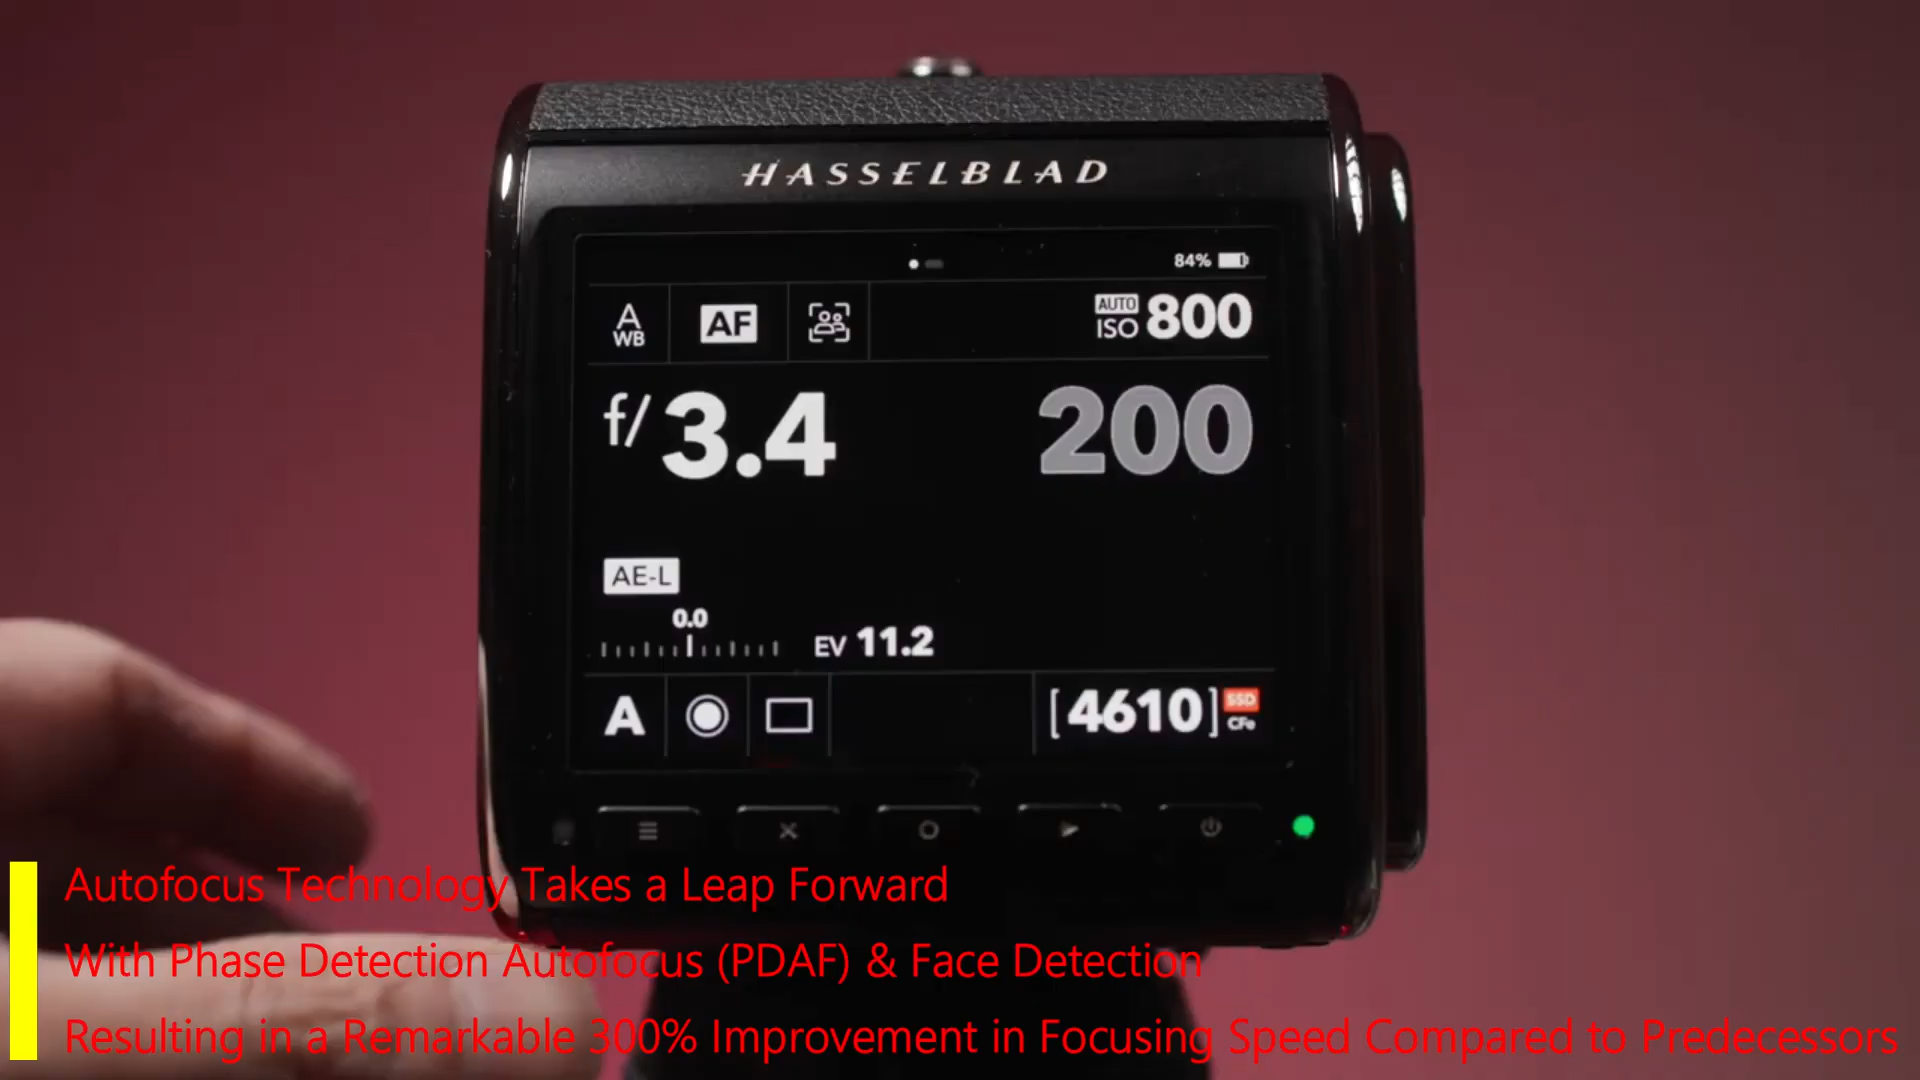 HASSELBLAD
84%
A WB AF AUTO ISO 800
f/3.4 200
AE-L
0.0
EV 11.2
A [4610] SSD CFe
Autofocus Technology Takes a Leap Forward
With Phase Detection Autofocus (PDAF) & Face Detection
Resulting in a Remarkable 300% Improvement in Focusing Speed Compared to Predecessors